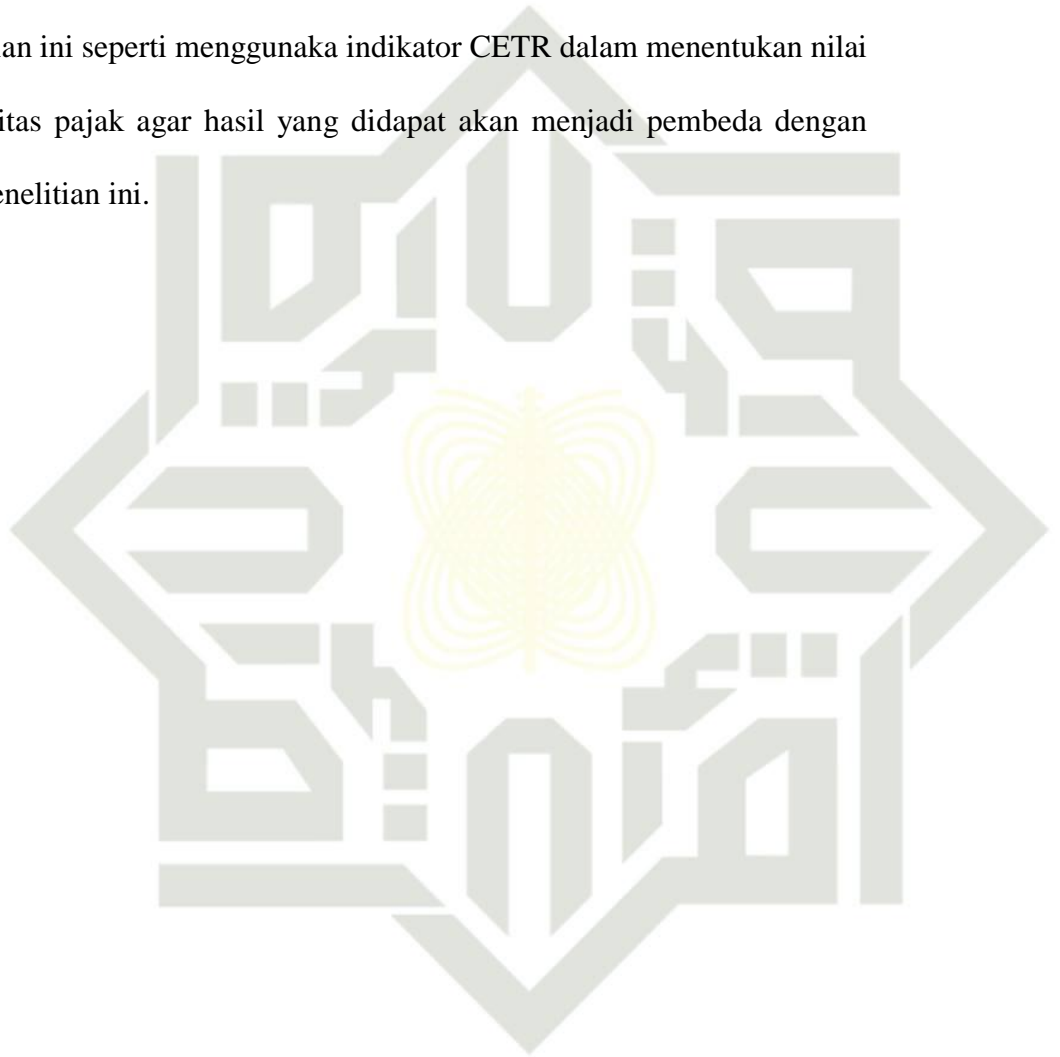 an ini seperti menggunaka indikator CETR dalam menentukan nilai
itas pajak agar hasil yang didapat akan menjadi pembeda dengan
enelitian ini.